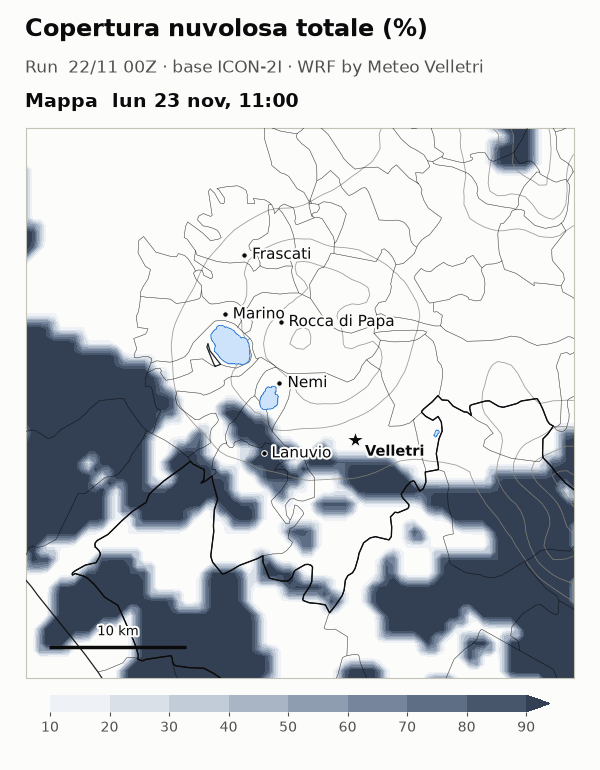 Copertura nuvolosa totale (%)
Run  22/11 00Z · base ICON-2I · WRF by Meteo Velletri
Mappa  lun 23 nov, 11:00
Frascati
Marino
Rocca di Papa
Nemi
Velletri
Lanuvio
10 km
10 20 30 40 50 60 70 80 90